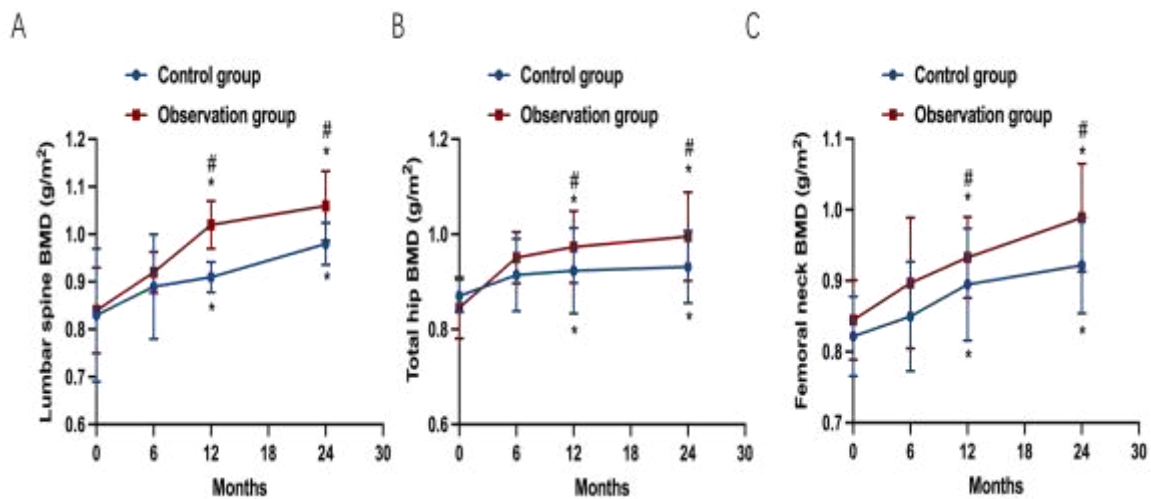 A
Control group
Observation group
Lumbar spine BMD (g/m²)
1.2
1.1
1.0
0.9
0.8
0.7
0.6
# #
* *
* *
0 6 12 18 24 30
Months
B
Control group
Observation group
Total hip BMD (g/m²)
1.2
1.0
0.8
0.6
# #
* *
* *
0 6 12 18 24 30
Months
C
Control group
Observation group
Femoral neck BMD (g/m²)
1.1
1.0
0.9
0.8
0.7
# #
* *
* *
0 6 12 18 24 30
Months